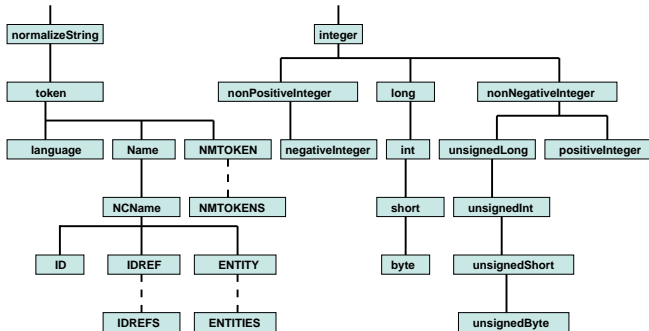 normalizeString
integer
token
nonPositiveInteger
long
nonNegativeInteger
language
Name
NMTOKEN
negativeInteger
int
unsignedLong
positiveInteger
NCName
NMTOKENS
short
unsignedInt
ID
IDREF
ENTITY
byte
unsignedShort
IDREFS
ENTITIES
unsignedByte